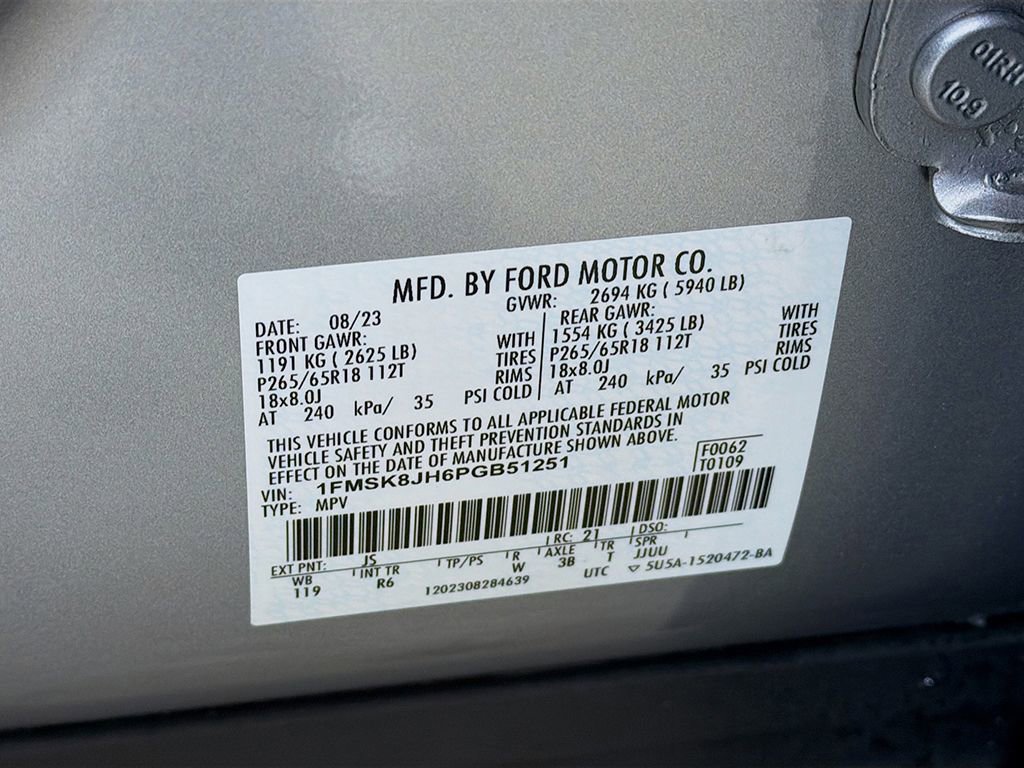 01RH
10.9
MFD. BY FORD MOTOR CO.
DATE: 08/23 GVWR: 2694 KG ( 5940 LB)
FRONT GAWR: WITH REAR GAWR: WITH
1191 KG ( 2625 LB) TIRES 1554 KG ( 3425 LB) TIRES
P265/65R18 112T RIMS P265/65R18 112T RIMS
18x8.0J PSI COLD 18x8.0J PSI COLD
AT 240 kPa/ 35 AT 240 kPa/ 35
THIS VEHICLE CONFORMS TO ALL APPLICABLE FEDERAL MOTOR
VEHICLE SAFETY AND THEFT PREVENTION STANDARDS IN
EFFECT ON THE DATE OF MANUFACTURE SHOWN ABOVE.
VIN: 1FMSK8JH6PGB51251 F0062
TYPE: MPV T0109
EXT PNT: JS RC: 21 DSO:
WB INT TR TP/PS R AXLE TR SPR
119 R6 W 3B T JJUU
1202308284639 UTC ▽ 5U5A-1520472-BA